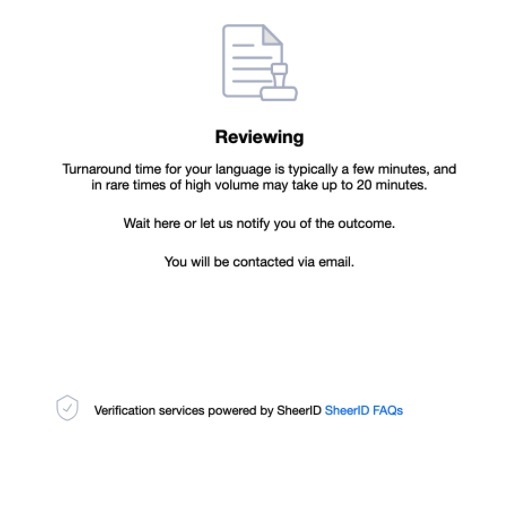 Reviewing
Turnaround time for your language is typically a few minutes, and
in rare times of high volume may take up to 20 minutes.
Wait here or let us notify you of the outcome.
You will be contacted via email.
Verification services powered by SheerID SheerID FAQs